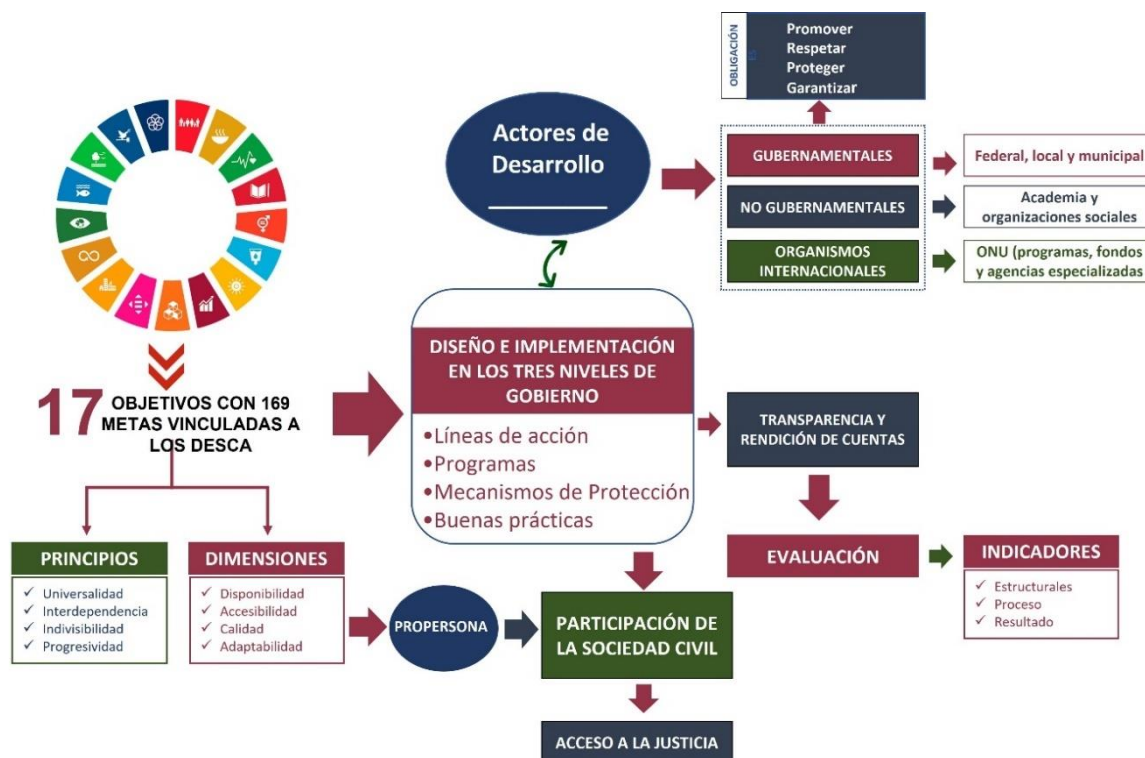 OBLIGACIÓN
Promover
Respetar
Proteger
Garantizar
Actores de
Desarrollo
GUBERNAMENTALES
Federal, local y municipal
NO GUBERNAMENTALES
Academia y
organizaciones sociales
ORGANISMOS
INTERNACIONALES
ONU (programas, fondos
y agencias especializadas
17 OBJETIVOS CON 169
METAS VINCULADAS A
LOS DESCA
DISEÑO E IMPLEMENTACIÓN
EN LOS TRES NIVELES DE
GOBIERNO
•Líneas de acción
•Programas
•Mecanismos de Protección
•Buenas prácticas
TRANSPARENCIA Y
RENDICIÓN DE CUENTAS
EVALUACIÓN
INDICADORES
✓ Estructurales
✓ Proceso
✓ Resultado
PRINCIPIOS
✓ Universalidad
✓ Interdependencia
✓ Indivisibilidad
✓ Progresividad
DIMENSIONES
✓ Disponibilidad
✓ Accesibilidad
✓ Calidad
✓ Adaptabilidad
PROPERSONA
PARTICIPACIÓN DE
LA SOCIEDAD CIVIL
ACCESO A LA JUSTICIA